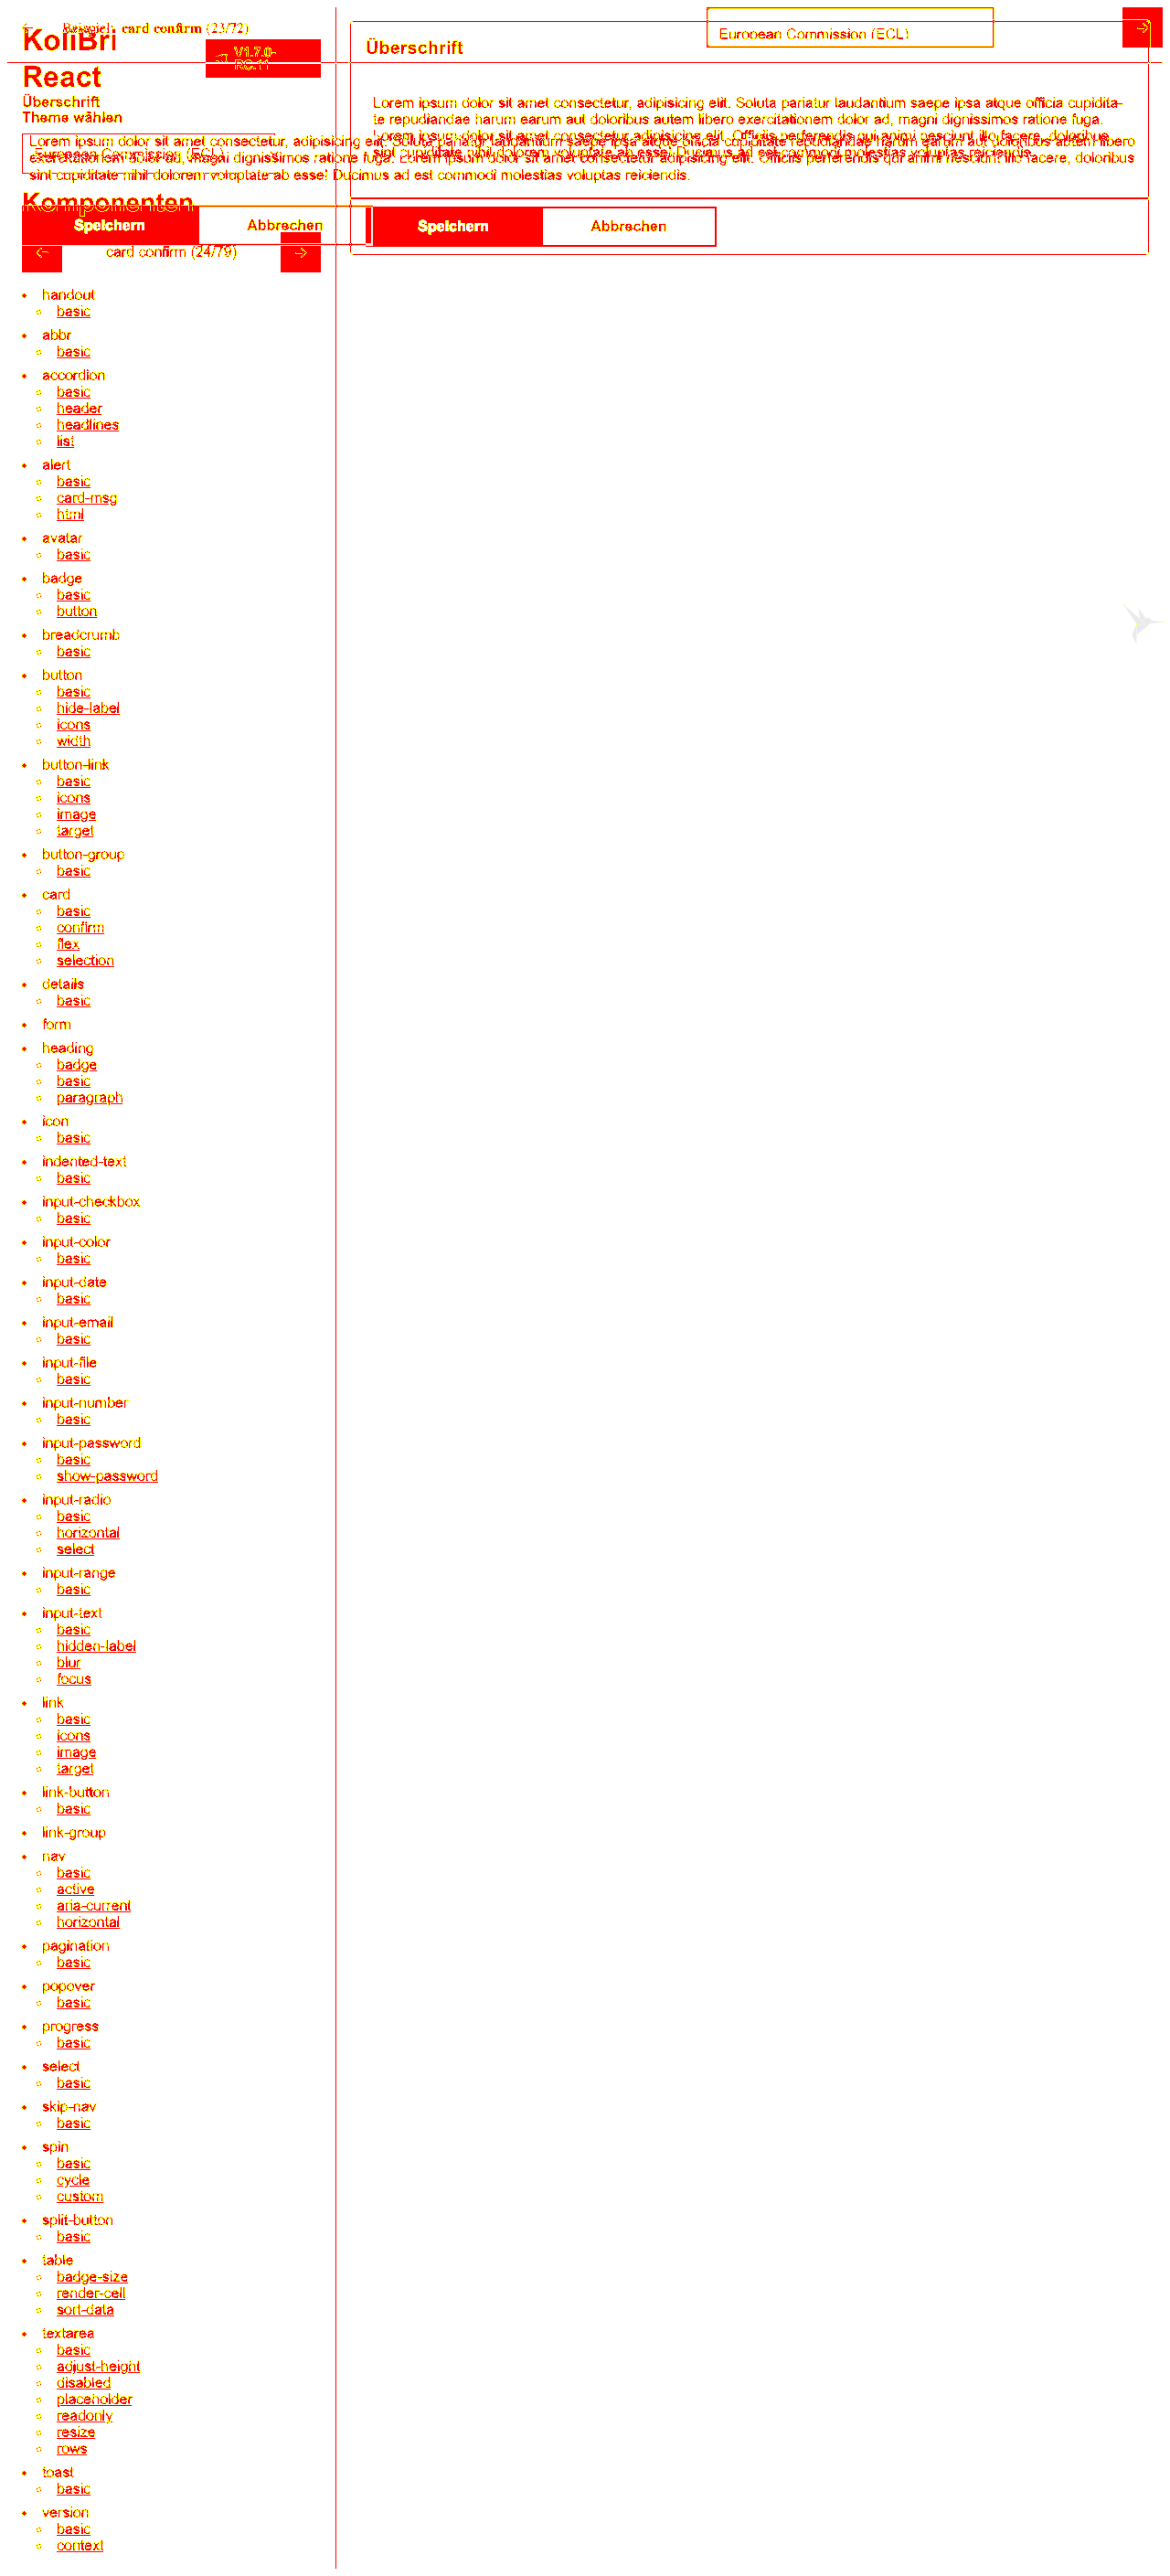 Beispiel: card confirm (23/72)
KoliBri
V1.7.0-
RC.11
European Commission (ECL)
Überschrift
React
Überschrift
Theme wählen
Lorem ipsum dolor sit amet consectetur, adipisicing elit. Soluta pariatur laudantium saepe ipsa atque officia cupidita-
te repudiandae harum earum aut doloribus autem libero exercitationem dolor ad, magni dignissimos ratione fuga.
Lorem ipsum dolor sit amet consectetur adipisicing elit. Officiis perferendis qui animi nesciunt illo facere, doloribus
sint cupiditate nihil dolorem voluptate ab esse! Ducimus ad est commodi molestias voluptas reiciendis.
Lorem ipsum dolor sit amet consectetur, adipisicing elit. Soluta pariatur laudantium saepe ipsa atque officia cupiditate repudiandae harum earum aut doloribus autem libero
European Commission (ECL)
exercitationem dolor ad, magni dignissimos ratione fuga. Lorem ipsum dolor sit amet consectetur adipisicing elit. Officiis perferendis qui animi nesciunt illo facere, doloribus
sint cupiditate nihil dolorem voluptate ab esse! Ducimus ad est commodi molestias voluptas reiciendis.
Komponenten
Speichern
Abbrechen
Speichern
Abbrechen
card confirm (24/79)
handout
basic
abbr
basic
accordion
basic
header
headlines
list
alert
basic
card-msg
html
avatar
basic
badge
basic
button
breadcrumb
basic
button
basic
hide-label
icons
width
button-link
basic
icons
image
target
button-group
basic
card
basic
confirm
flex
selection
details
basic
form
heading
badge
basic
paragraph
icon
basic
indented-text
basic
input-checkbox
basic
input-color
basic
input-date
basic
input-email
basic
input-file
basic
input-number
basic
input-password
basic
show-password
input-radio
basic
horizontal
select
input-range
basic
input-text
basic
hidden-label
blur
focus
link
basic
icons
image
target
link-button
basic
link-group
nav
basic
active
aria-current
horizontal
pagination
basic
popover
basic
progress
basic
select
basic
skip-nav
basic
spin
basic
cycle
custom
split-button
basic
table
badge-size
render-cell
sort-data
textarea
basic
adjust-height
disabled
placeholder
readonly
resize
rows
toast
basic
version
basic
context